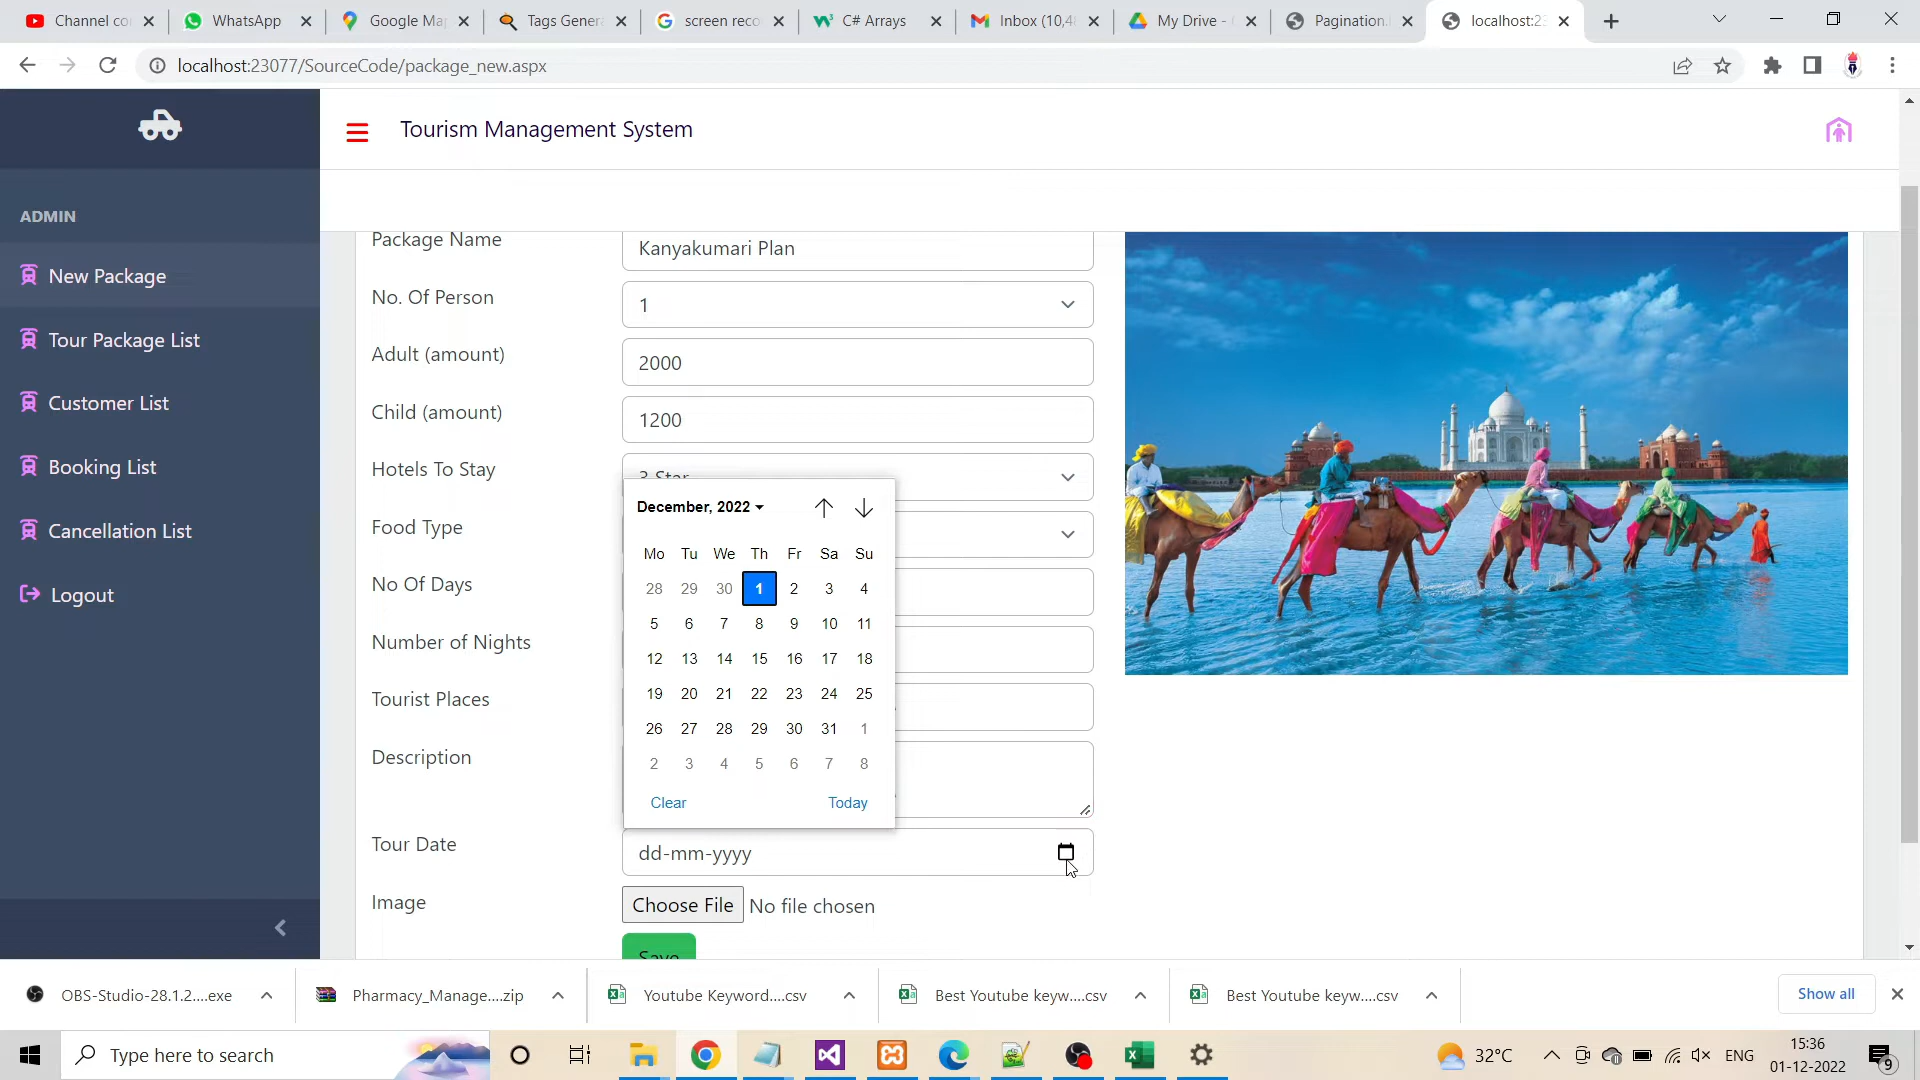 Channel co
WhatsApp
Google Ma
Tags Genera
screen reco
C# Arrays
Inbox (10,4
My Drive -
Pagination.
localhost:23
localhost:23077/SourceCode/package_new.aspx
Tourism Management System
ADMIN
New Package
Tour Package List
Customer List
Booking List
Cancellation List
Logout
Package Name
Kanyakumari Plan
No. Of Person
1
Adult (amount)
2000
Child (amount)
1200
Hotels To Stay
3 Star
Food Type
No Of Days
Number of Nights
Tourist Places
Description
December, 2022
Mo Tu We Th Fr Sa Su
28 29 30 1 2 3 4
5 6 7 8 9 10 11
12 13 14 15 16 17 18
19 20 21 22 23 24 25
26 27 28 29 30 31 1
2 3 4 5 6 7 8
Clear
Today
Tour Date
dd-mm-yyyy
Image
Choose File
No file chosen
Save
OBS-Studio-28.1.2....exe
Pharmacy_Manage....zip
Youtube Keyword....csv
Best Youtube keyw....csv
Best Youtube keyw....csv
Show all
Type here to search
32°C
ENG
15:36
01-12-2022
9